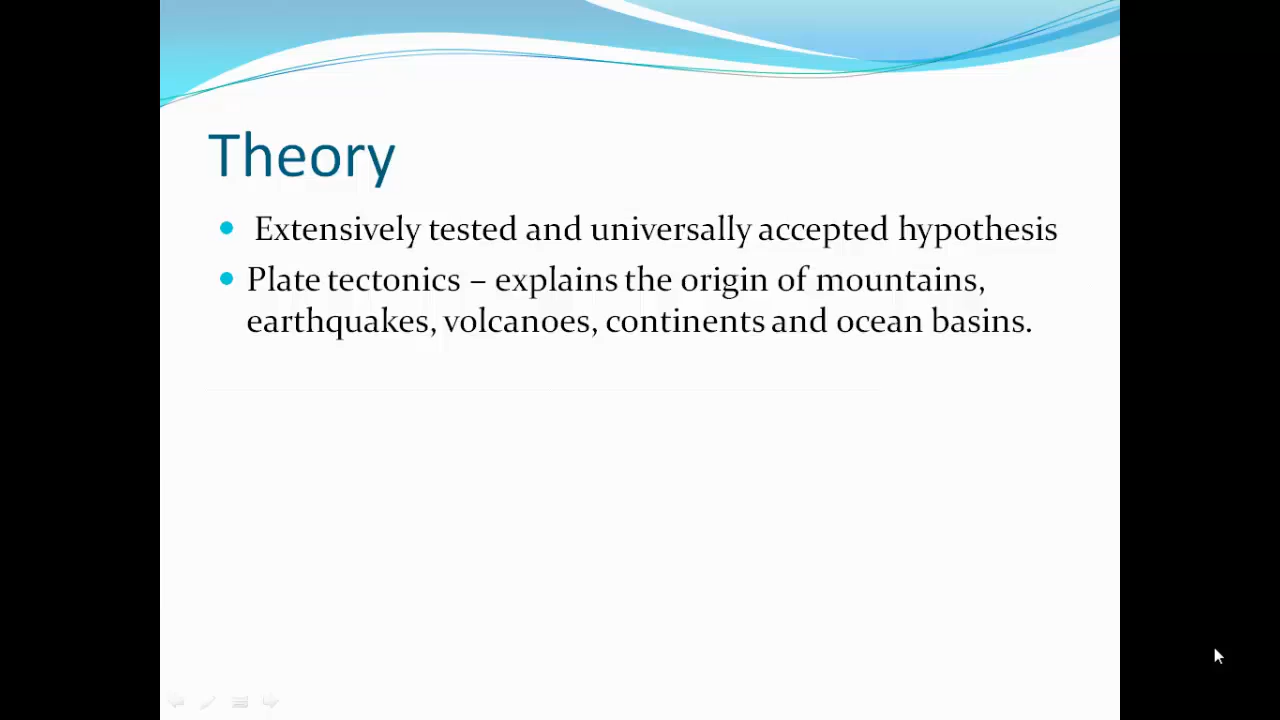 Theory
• Extensively tested and universally accepted hypothesis
• Plate tectonics – explains the origin of mountains,
earthquakes, volcanoes, continents and ocean basins.